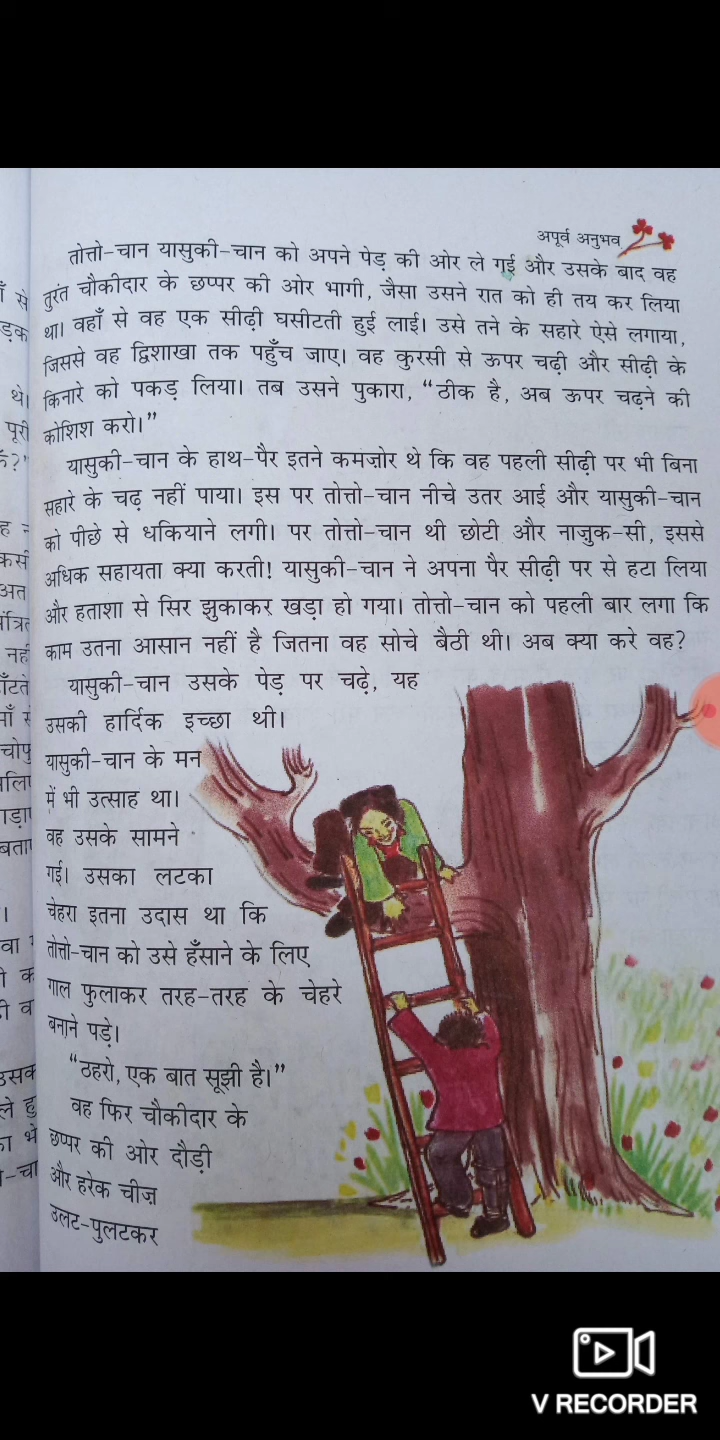 अपूर्व अनुभव
तोत्तो-चान यासुकी-चान को अपने पेड़ की ओर ले गई और उसके बाद वह
तुरंत चौकीदार के छप्पर की ओर भागी, जैसा उसने रात को ही तय कर लिया
था। वहाँ से वह एक सीढ़ी घसीटती हुई लाई। उसे तने के सहारे ऐसे लगाया,
जिससे वह द्विशाखा तक पहुँच जाए। वह कुरसी से ऊपर चढ़ी और सीढ़ी के
किनारे को पकड़ लिया। तब उसने पुकारा, “ठीक है, अब ऊपर चढ़ने की
कोशिश करो।”
यासुकी-चान के हाथ-पैर इतने कमज़ोर थे कि वह पहली सीढ़ी पर भी बिना
सहारे के चढ़ नहीं पाया। इस पर तोत्तो-चान नीचे उतर आई और यासुकी-चान
को पीछे से धकियाने लगी। पर तोत्तो-चान थी छोटी और नाज़ुक-सी, इससे
अधिक सहायता क्या करती! यासुकी-चान ने अपना पैर सीढ़ी पर से हटा लिया
और हताशा से सिर झुकाकर खड़ा हो गया। तोत्तो-चान को पहली बार लगा कि
काम उतना आसान नहीं है जितना वह सोचे बैठी थी। अब क्या करे वह?
यासुकी-चान उसके पेड़ पर चढ़े, यह
उसकी हार्दिक इच्छा थी।
यासुकी-चान के मन
में भी उत्साह था।
वह उसके सामने
गई। उसका लटका
चेहरा इतना उदास था कि
तोत्तो-चान को उसे हँसाने के लिए
गाल फुलाकर तरह-तरह के चेहरे
बनाने पड़े।
“ठहरो, एक बात सूझी है।”
वह फिर चौकीदार के
छप्पर की ओर दौड़ी
और हरेक चीज़
उलट-पुलटकर
V RECORDER